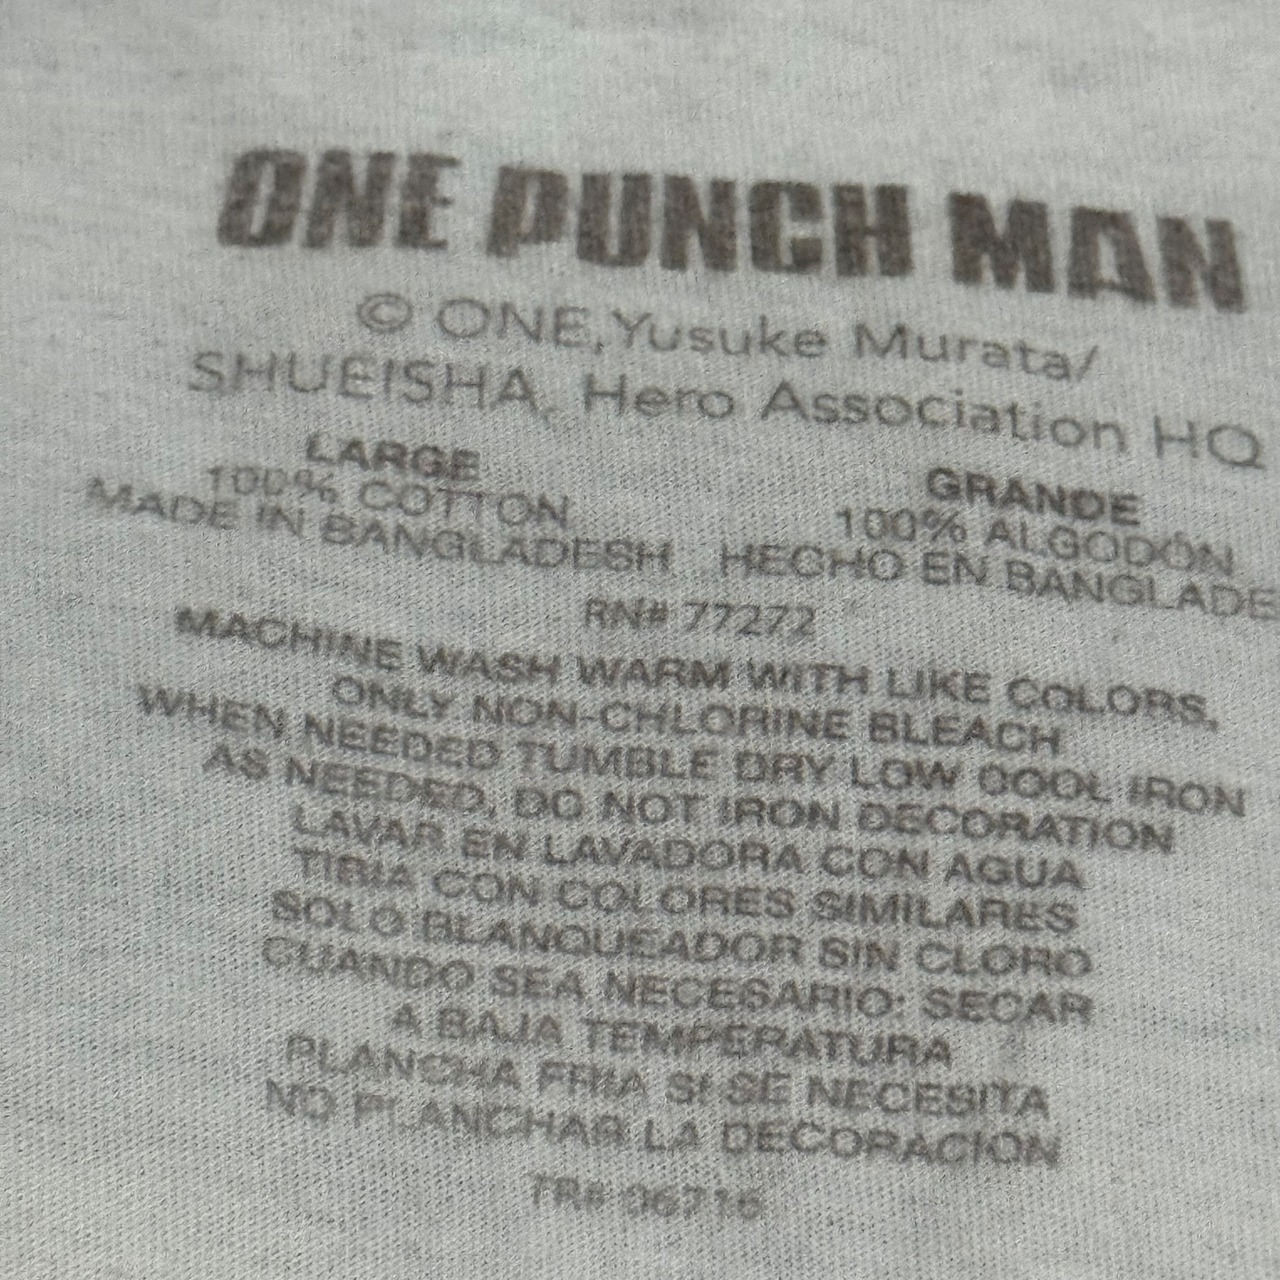 ONE PUNCH MAN
© ONE, Yusuke Murata/
SHUEISHA, Hero Association HQ
LARGE
100% COTTON
MADE IN BANGLADESH
GRANDE
100% ALGODÓN
HECHO EN BANGLADE
RN# 77272
MACHINE WASH WARM WITH LIKE COLORS,
ONLY NON-CHLORINE BLEACH
WHEN NEEDED TUMBLE DRY LOW COOL IRON
AS NEEDED, DO NOT IRON DECORATION
LAVAR EN LAVADORA CON AGUA
TIBIA CON COLORES SIMILARES
SOLO BLANQUEADOR SIN CLORO
CUANDO SEA NECESARIO: SECAR
A BAJA TEMPERATURA
PLANCHA FRIA SI SE NECESITA
NO PLANCHAR LA DECORACION
TR#